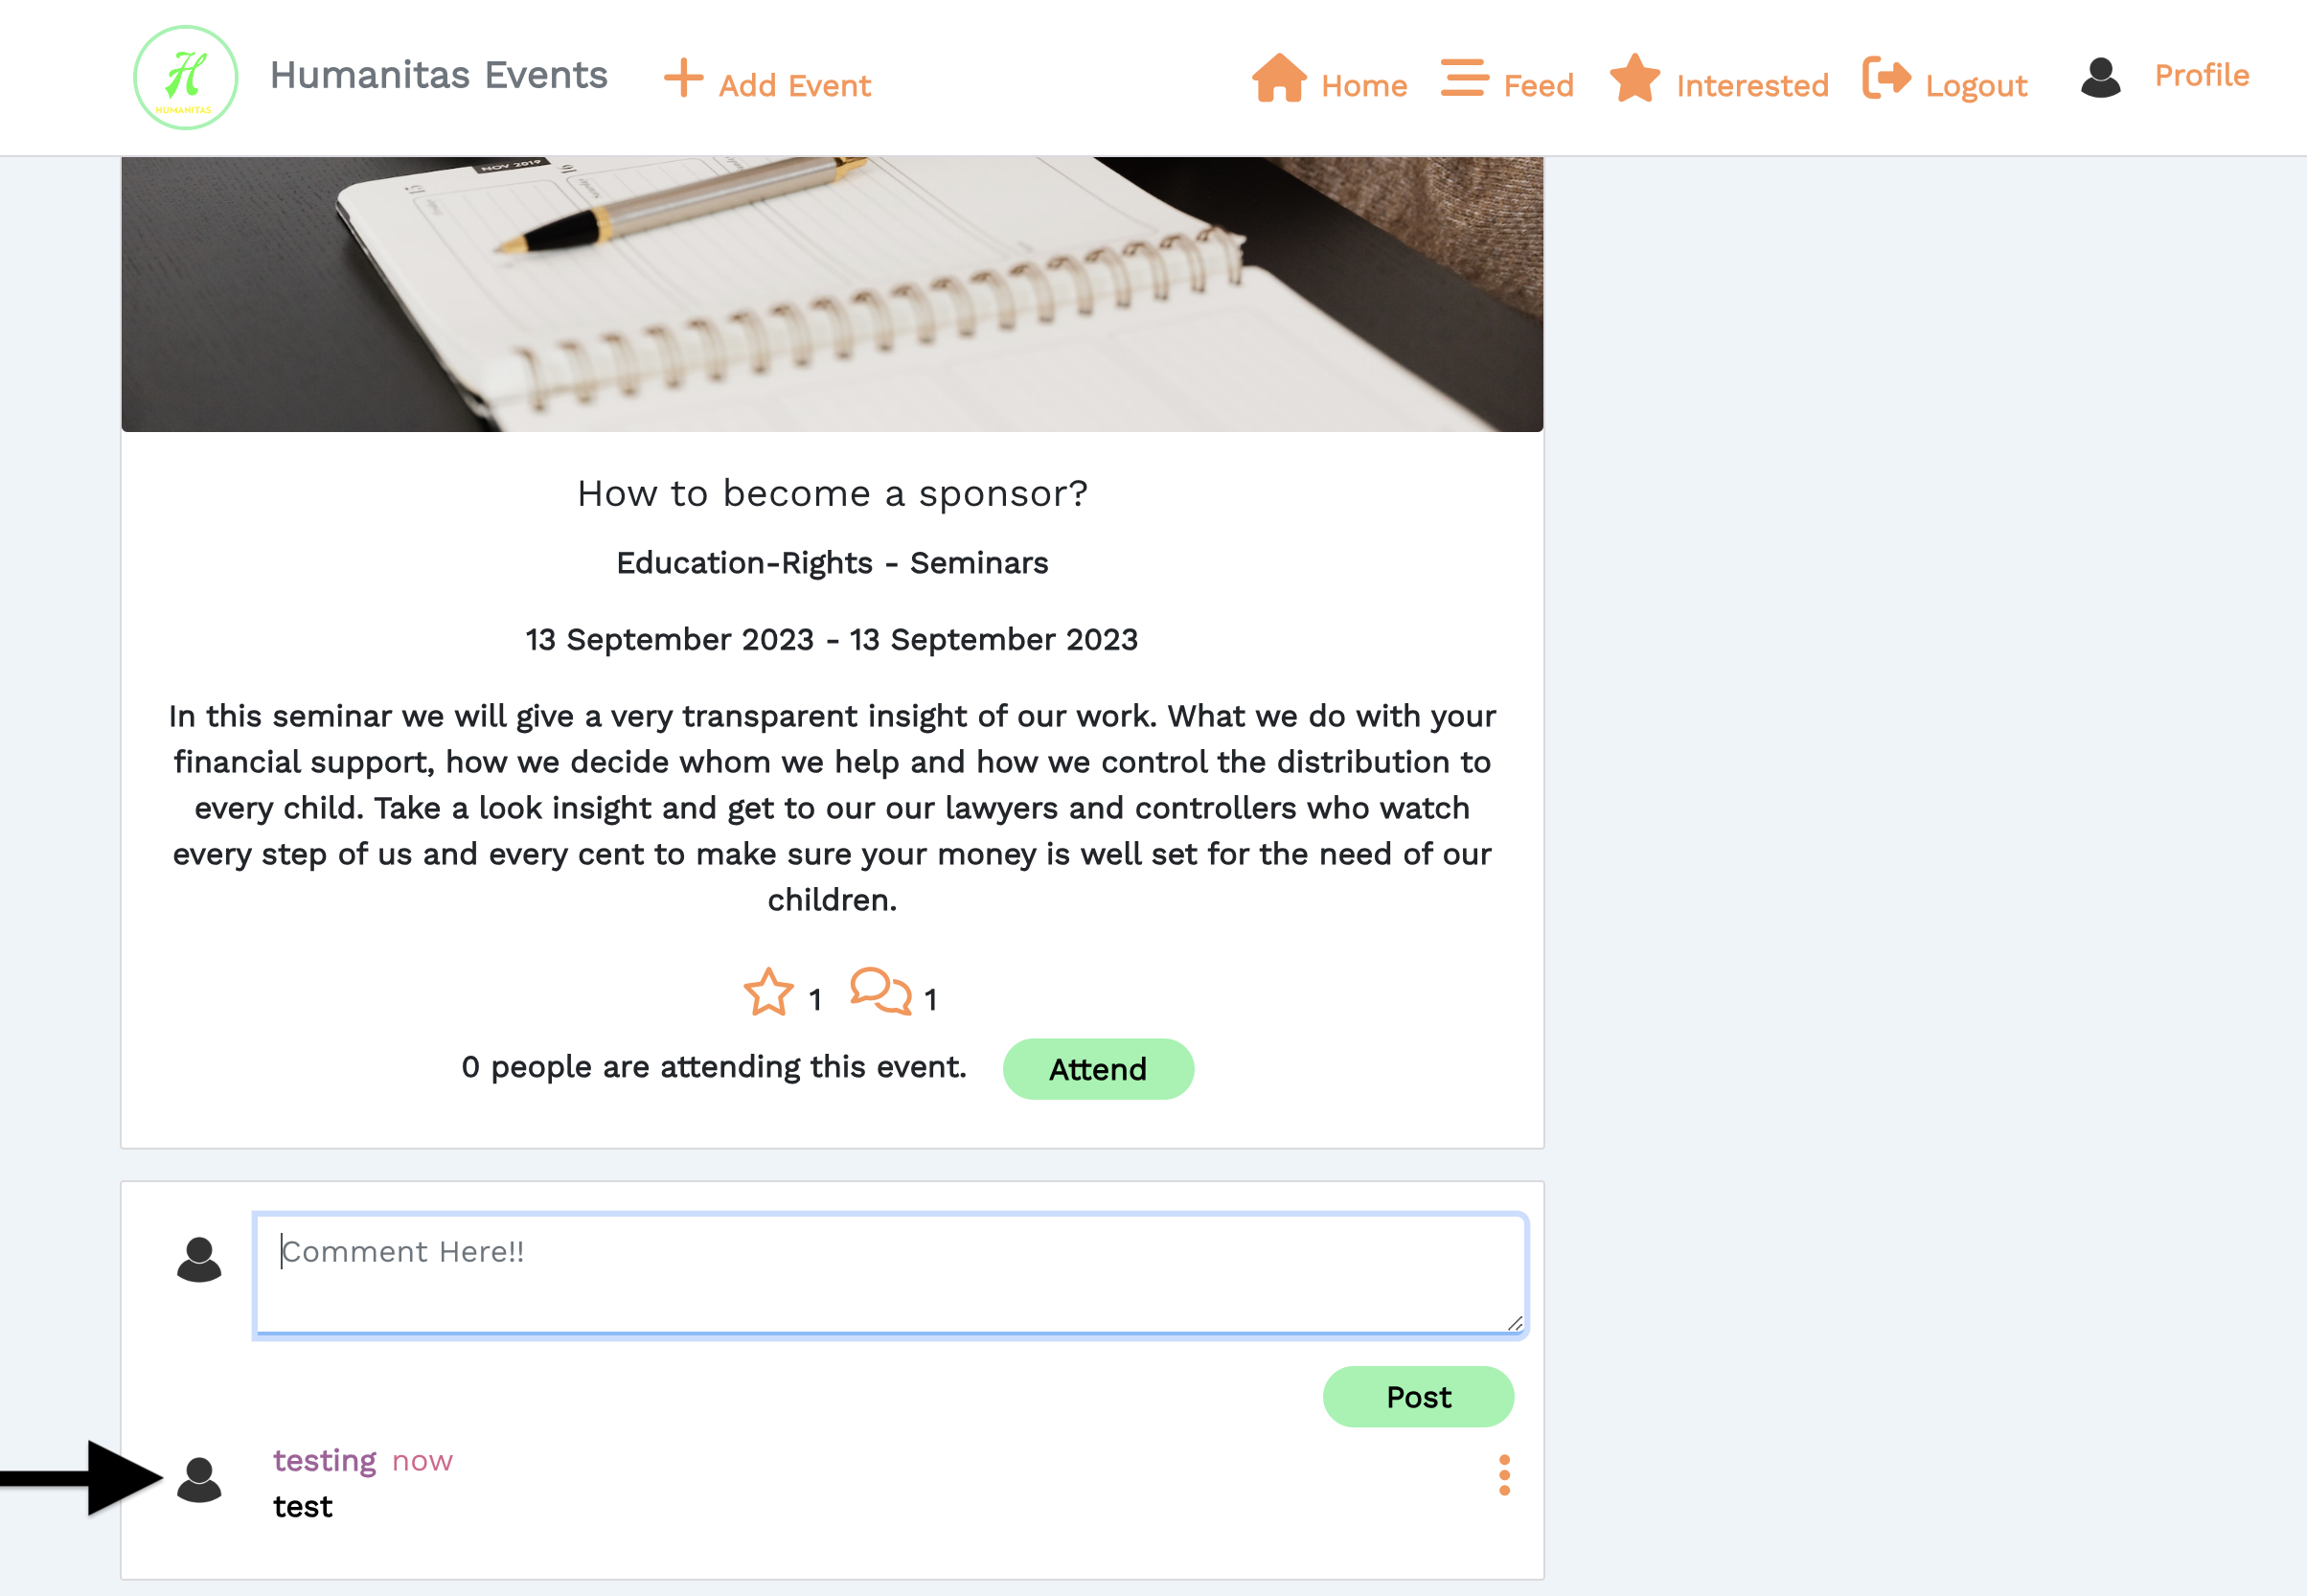 HUMANITAS
Humanitas Events
Add Event
Home
Feed
Interested
Logout
Profile
NOV 2019
How to become a sponsor?
Education-Rights - Seminars
13 September 2023 - 13 September 2023
In this seminar we will give a very transparent insight of our work. What we do with your
financial support, how we decide whom we help and how we control the distribution to
every child. Take a look insight and get to our our lawyers and controllers who watch
every step of us and every cent to make sure your money is well set for the need of our
children.
1 1
0 people are attending this event. Attend
Comment Here!!
Post
testing now
test